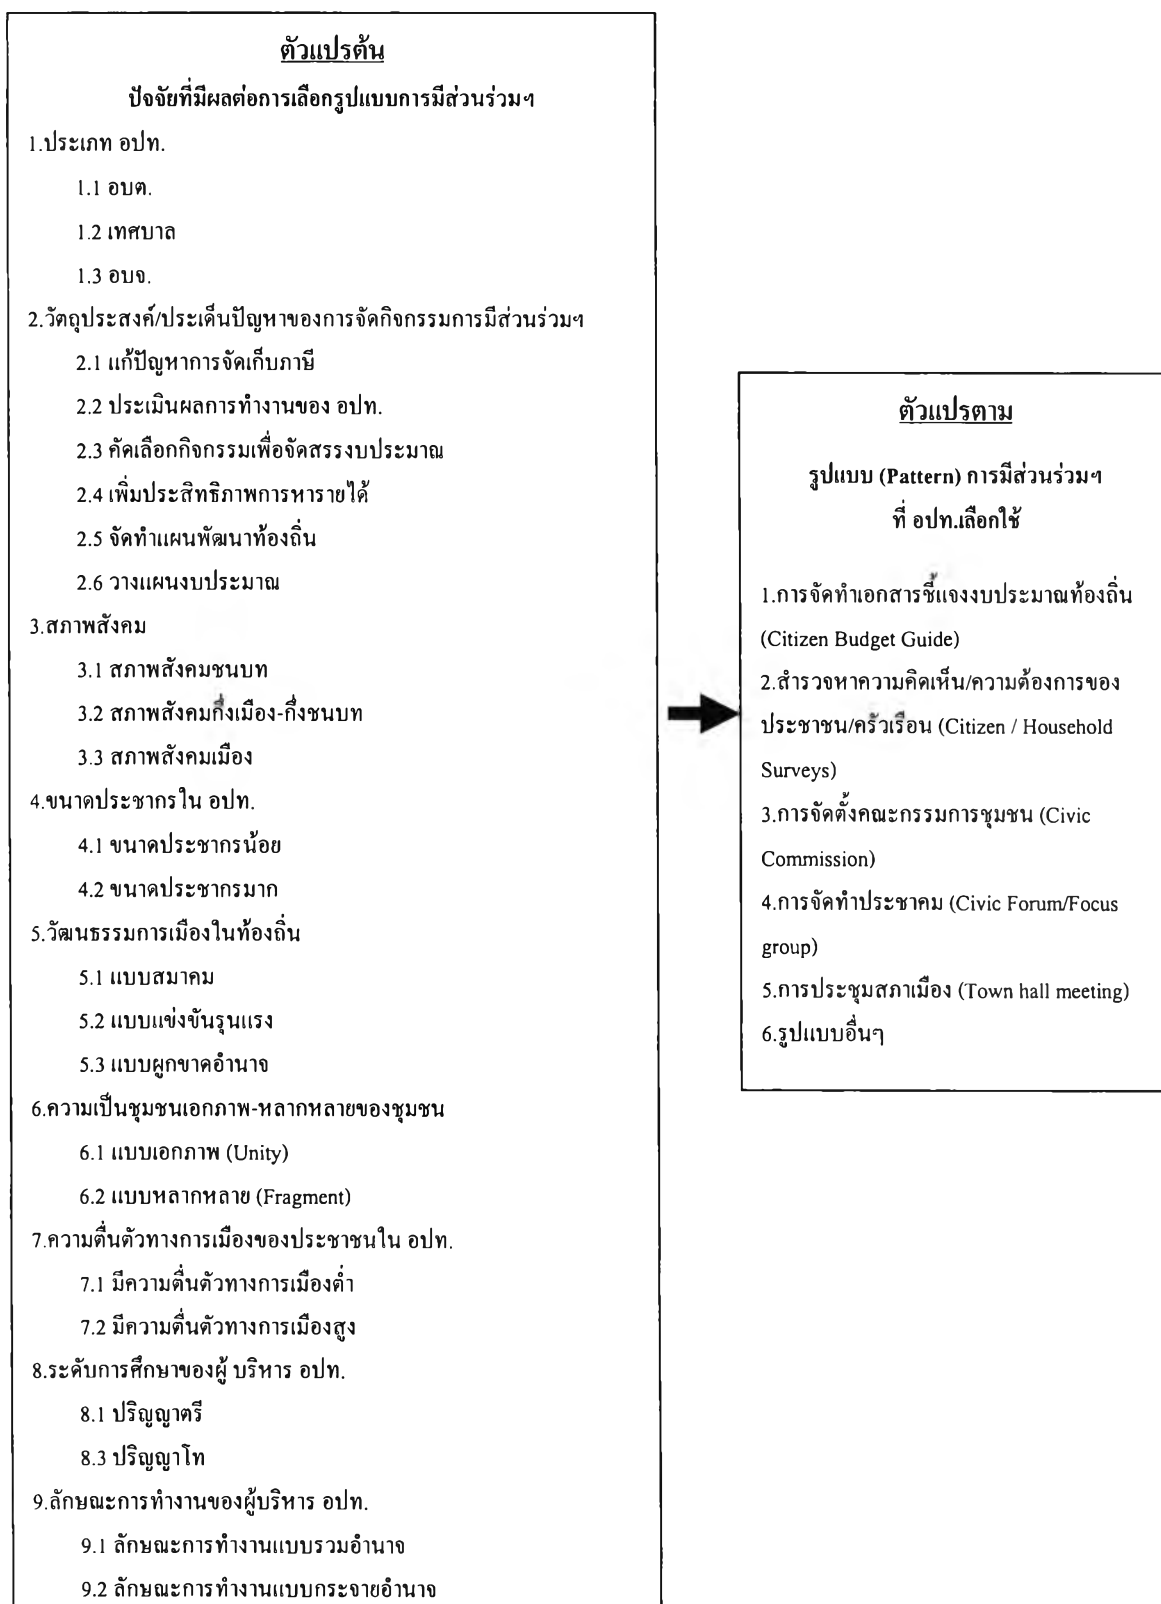 ตัวแปรต้น
ปัจจัยที่มีผลต่อการเลือกรูปแบบการมีส่วนร่วมฯ
1.ประเภท อปท.
1.1 อบต.
1.2 เทศบาล
1.3 อบจ.
2.วัตถุประสงค์/ประเด็นปัญหาของการจัดกิจกรรมการมีส่วนร่วมฯ
2.1 แก้ปัญหาการจัดเก็บภาษี
2.2 ประเมินผลการทำงานของ อปท.
2.3 คัดเลือกกิจกรรมเพื่อจัดสรรงบประมาณ
2.4 เพิ่มประสิทธิภาพการหารายได้
2.5 จัดทำแผนพัฒนาท้องถิ่น
2.6 วางแผนงบประมาณ
3.สภาพสังคม
3.1 สภาพสังคมชนบท
3.2 สภาพสังคมกึ่งเมือง-กึ่งชนบท
3.3 สภาพสังคมเมือง
4.ขนาดประชากรใน อปท.
4.1 ขนาดประชากรน้อย
4.2 ขนาดประชากรมาก
5.วัฒนธรรมการเมืองในท้องถิ่น
5.1 แบบสมาคม
5.2 แบบแข่งขันรุนแรง
5.3 แบบผูกขาดอำนาจ
6.ความเป็นชุมชนเอกภาพ-หลากหลายของชุมชน
6.1 แบบเอกภาพ (Unity)
6.2 แบบหลากหลาย (Fragment)
7.ความตื่นตัวทางการเมืองของประชาชนใน อปท.
7.1 มีความตื่นตัวทางการเมืองต่ำ
7.2 มีความตื่นตัวทางการเมืองสูง
8.ระดับการศึกษาของผู้ บริหาร อปท.
8.1 ปริญญาตรี
8.3 ปริญญาโท
9.ลักษณะการทำงานของผู้บริหาร อปท.
9.1 ลักษณะการทำงานแบบรวมอำนาจ
9.2 ลักษณะการทำงานแบบกระจายอำนาจ
ตัวแปรตาม
รูปแบบ (Pattern) การมีส่วนร่วมฯ
ที่ อปท.เลือกใช้
1.การจัดทำเอกสารชี้แจงงบประมาณท้องถิ่น
(Citizen Budget Guide)
2.สำรวจหาความคิดเห็น/ความต้องการของ
ประชาชน/ครัวเรือน (Citizen / Household
Surveys)
3.การจัดตั้งคณะกรรมการชุมชน (Civic
Commission)
4.การจัดทำประชาคม (Civic Forum/Focus
group)
5.การประชุมสภาเมือง (Town hall meeting)
6.รูปแบบอื่นๆ